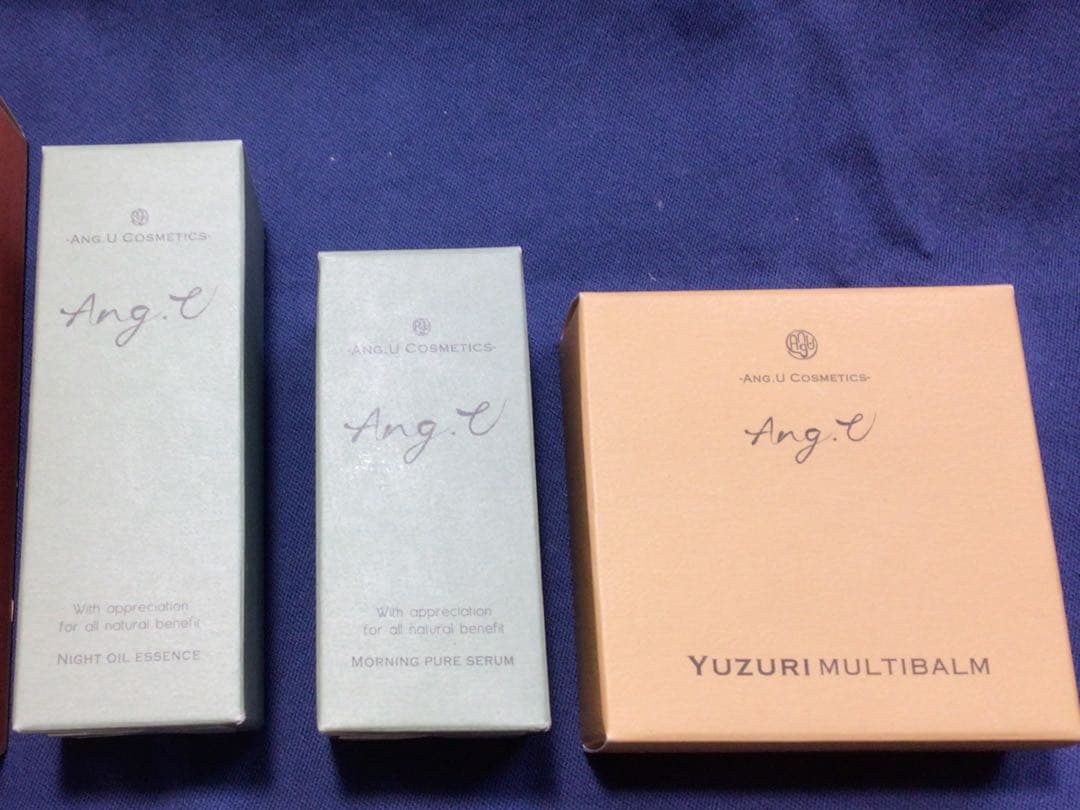 -ANG.U COSMETICS-
Ang.U
With appreciation
for all natural benefit
NIGHT OIL ESSENCE
-ANG.U COSMETICS-
Ang.U
With appreciation
for all natural benefit
MORNING PURE SERUM
AGU
-ANG.U COSMETICS-
Ang.U
YUZURI MULTIBALM